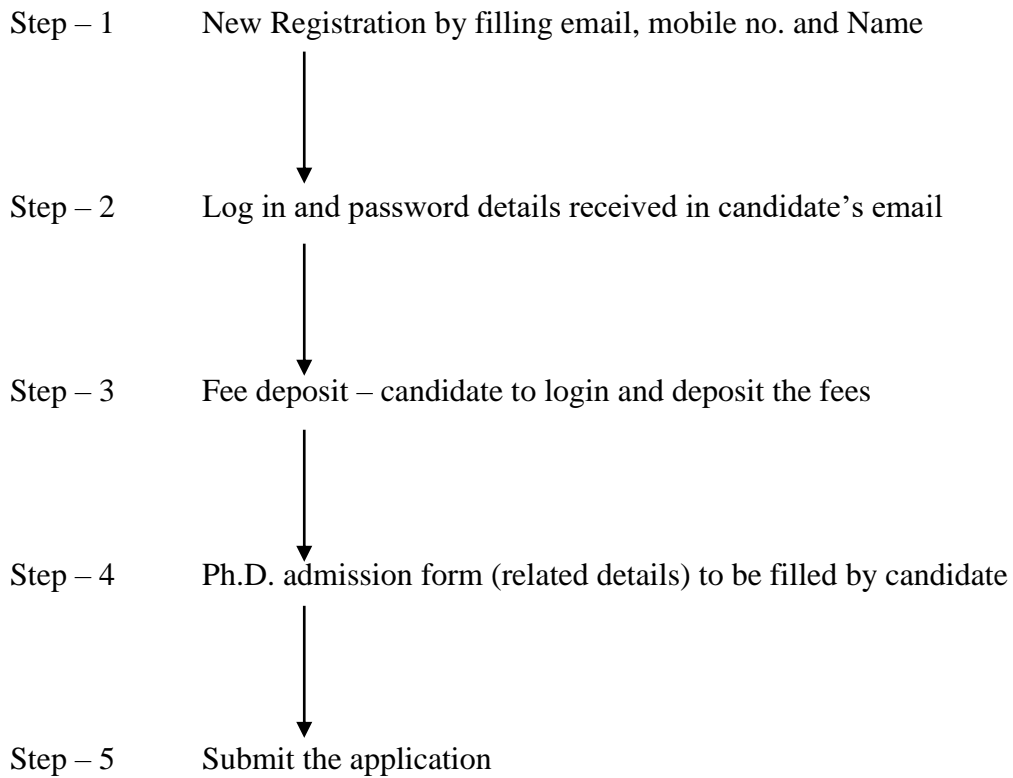 Step – 1 New Registration by filling email, mobile no. and Name
Step – 2 Log in and password details received in candidate’s email
Step – 3 Fee deposit – candidate to login and deposit the fees
Step – 4 Ph.D. admission form (related details) to be filled by candidate
Step – 5 Submit the application